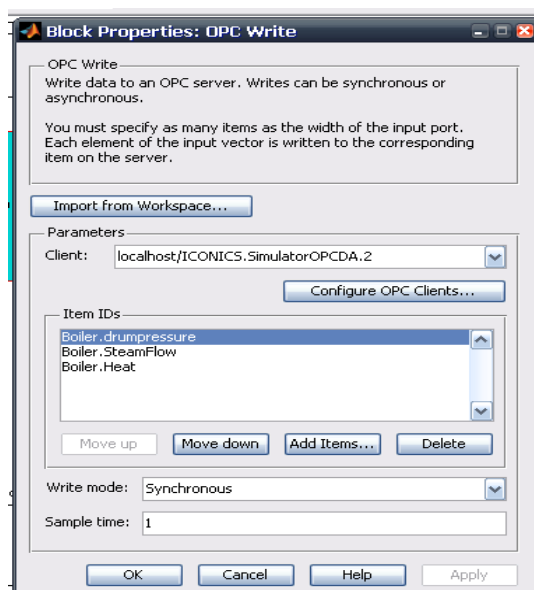 Block Properties: OPC Write
OPC Write
Write data to an OPC server. Writes can be synchronous or
asynchronous.
You must specify as many items as the width of the input port.
Each element of the input vector is written to the corresponding
item on the server.
Import from Workspace...
Parameters
Client: localhost/ICONICS.SimulatorOPCDA.2
Configure OPC Clients...
Item IDs
Boiler.drumpressure
Boiler.SteamFlow
Boiler.Heat
Move up Move down Add Items... Delete
Write mode: Synchronous
Sample time: 1
OK Cancel Help Apply